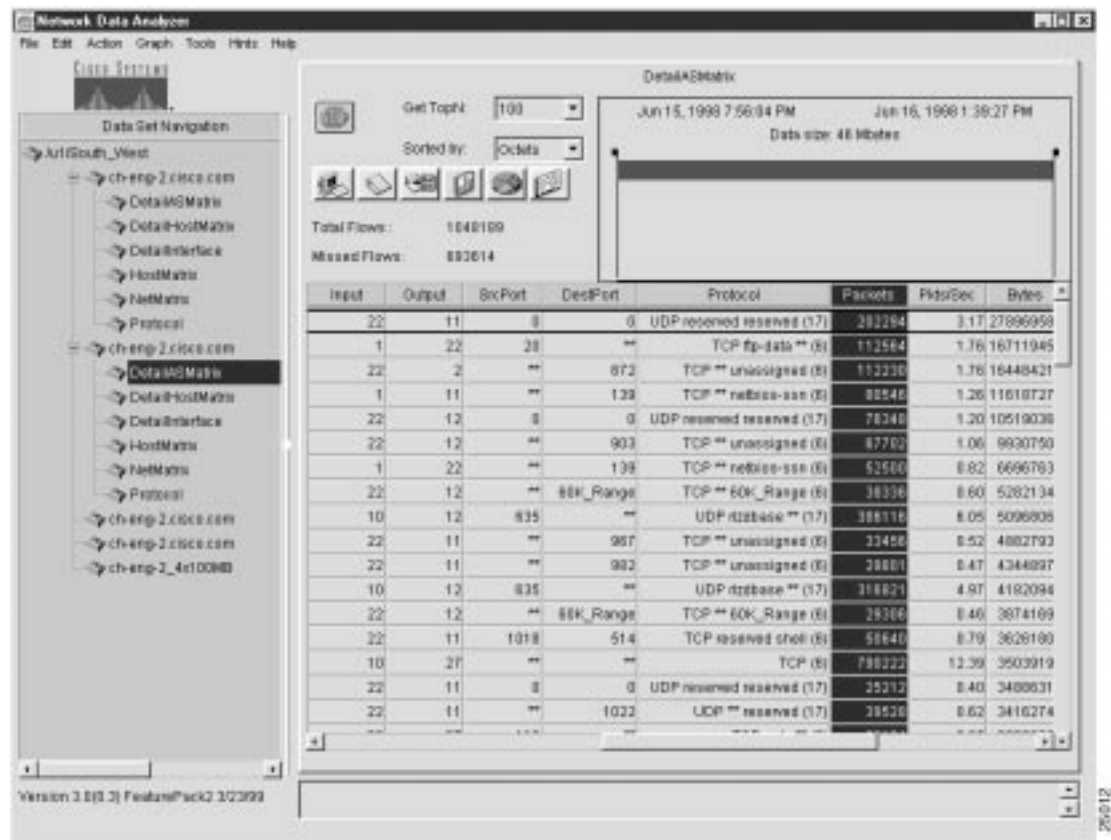 Network Data Analyzer
File Edit Action Graph Tools Hints Help
CISCO SYSTEMS
Data Set Navigation
South_West
ch-eng-2.cisco.com
DetailASMatrix
DetailHostMatrix
DetailInterface
HostMatrix
NetMatrix
Protocol
ch-eng-2.cisco.com
DetailASMatrix
DetailHostMatrix
DetailInterface
HostMatrix
NetMatrix
Protocol
ch-eng-2.cisco.com
ch-eng-2.cisco.com
ch-eng-2_4x100MB
Version 3.0(0.3) FeaturePack2 3/23/99
DetailASMatrix
Get TopN: 100
Sorted by: Octets
Jun 15, 1998 7:56:04 PM Jun 16, 1998 1:39:27 PM
Data size: 46 Mbytes
Total Flows: 1040189
Missed Flows: 693614
Input Output SrcPort DestPort Protocol Packets Pkts/Sec Bytes
22 11 0 0 UDP reserved reserved (17) 202294 3.17 27896959
1 22 20 ** TCP ftp-data ** (6) 112564 1.76 16711945
22 2 ** 872 TCP ** unassigned (6) 112230 1.76 16448421
1 11 ** 139 TCP ** netbios-ssn (6) 80546 1.26 11618727
22 12 0 0 UDP reserved reserved (17) 76340 1.20 10519036
22 12 ** 903 TCP ** unassigned (6) 67702 1.06 9930750
1 22 ** 139 TCP ** netbios-ssn (6) 52500 0.82 6696763
22 12 ** 60K_Range TCP ** 60K_Range (6) 38336 0.60 5282134
10 12 635 ** UDP rlzdbase ** (17) 386116 6.05 5096806
22 11 ** 967 TCP ** unassigned (6) 33456 0.52 4882793
22 11 ** 982 TCP ** unassigned (6) 0.47 4344897
10 12 635 ** UDP rlzdbase ** (17) 316821 4.97 4182094
22 12 ** 60K_Range TCP ** 60K_Range (6) 29306 0.46 3874169
22 11 1018 514 TCP reserved shell (6) 50640 0.79 3626180
10 27 ** ** TCP (6) 790222 12.39 3503919
22 11 0 0 UDP reserved reserved (17) 25212 0.40 3488631
22 11 ** 1022 UDP ** reserved (17) 39528 0.62 3416274
25012